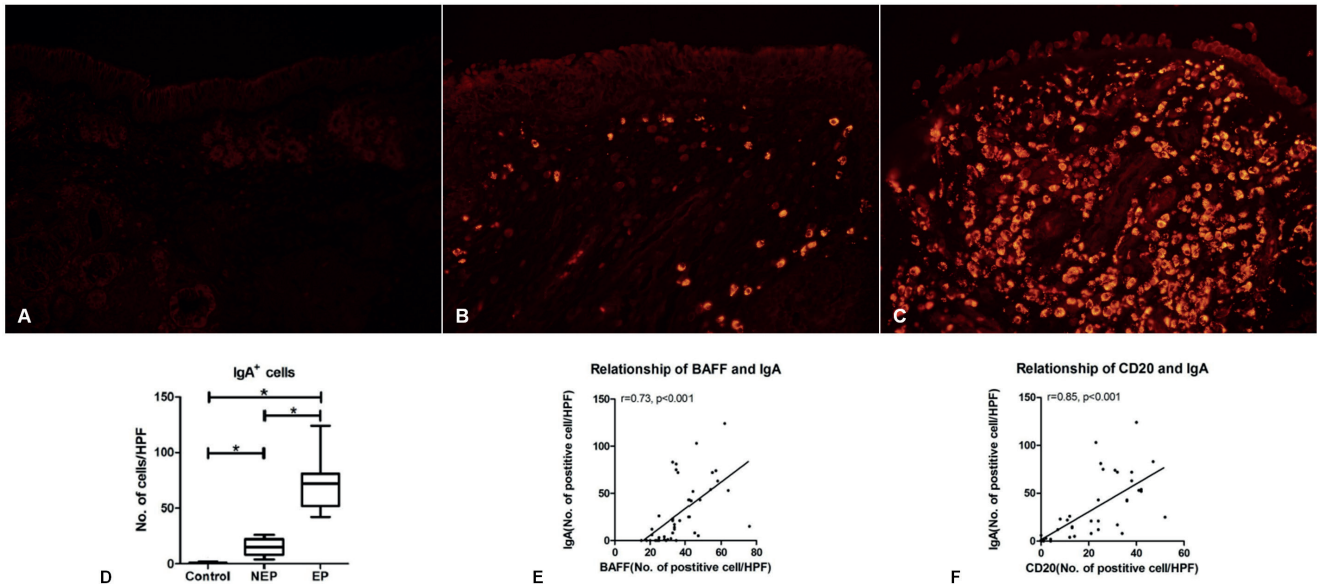 A
B
C
IgA+ cells
No. of cells/HPF
150
100
50
0
*
*
*
Control NEP EP
D
Relationship of BAFF and IgA
r=0.73, p<0.001
IgA(No. of postitive cell/HPF)
150
100
50
0
0 20 40 60 80
BAFF(No. of postitive cell/HPF)
E
Relationship of CD20 and IgA
r=0.85, p<0.001
IgA(No. of postitive cell/HPF)
150
100
50
0
0 20 40 60
CD20(No. of postitive cell/HPF)
F